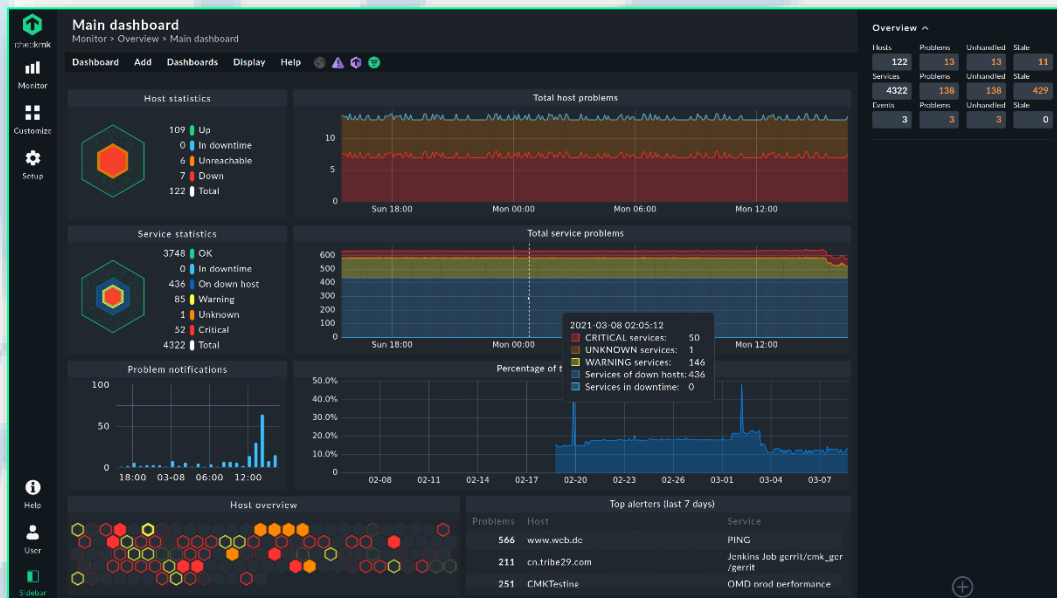 checkmk
Main dashboard
Monitor > Overview > Main dashboard
Dashboard Add Dashboards Display Help
Monitor
Customize
Setup
Help
User
Sidebar
Host statistics
109 Up
0 In downtime
6 Unreachable
7 Down
122 Total
Total host problems
10
5
0
Sun 18:00 Mon 00:00 Mon 06:00 Mon 12:00
Service statistics
3748 OK
0 In downtime
436 On down host
85 Warning
1 Unknown
52 Critical
4322 Total
Total service problems
600
500
400
300
200
100
0
Sun 18:00 Mon 00:00 Mon 12:00
2021-03-08 02:05:12
CRITICAL services: 50
UNKNOWN services: 1
WARNING services: 146
Services of down hosts: 436
Services in downtime: 0
Problem notifications
100
50
0
18:00 03-08 06:00 12:00
Percentage of
50.0%
40.0%
30.0%
20.0%
10.0%
0
02-08 02-11 02-14 02-17 02-20 02-23 02-26 03-01 03-04 03-07
Host overview
Top alerters (last 7 days)
Problems Host Service
566 www.web.de PING
211 cn.tribe29.com Jenkins Job gerrit/cmk_ger
/gerrit
251 CMKTesting OMD prod performance
Overview
Hosts Problems Unhandled Stale
122 13 13 11
Services Problems Unhandled Stale
4322 138 138 429
Events Problems Unhandled Stale
3 3 3 0